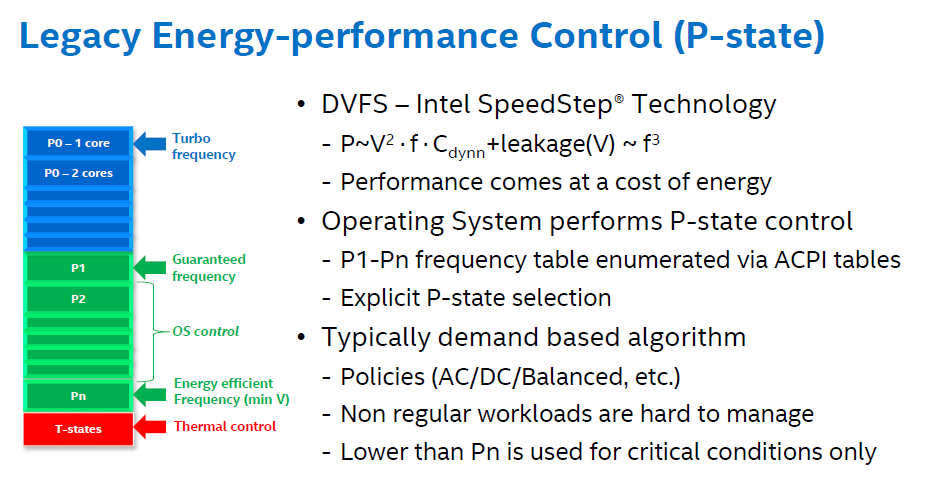 Legacy Energy-performance Control (P-state)
P0 – 1 core
P0 – 2 cores
P1
P2
Pn
T-states
Turbo
frequency
Guaranteed
frequency
OS control
Energy efficient
Frequency (min V)
Thermal control
• DVFS – Intel SpeedStep® Technology
- P~V² · f · Cdynn+leakage(V) ~ f³
- Performance comes at a cost of energy
• Operating System performs P-state control
- P1-Pn frequency table enumerated via ACPI tables
- Explicit P-state selection
• Typically demand based algorithm
- Policies (AC/DC/Balanced, etc.)
- Non regular workloads are hard to manage
- Lower than Pn is used for critical conditions only